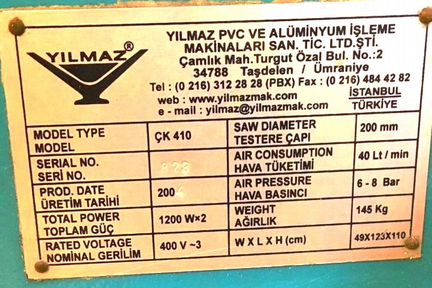 YILMAZ ®
YILMAZ PVC VE ALÜMİNYUM İŞLEME
MAKİNALARI SAN. TİC. LTD.ŞTİ.
Çamlık Mah.Turgut Özal Bul. No.:2
34788 Taşdelen / Ümraniye
Tel : (0 216) 312 28 28 (PBX) Fax : (0 216) 484 42 82
web : www.yilmazmak.com
İSTANBUL
e - mail : yilmaz@yilmazmak.com
TÜRKİYE
MODEL TYPE
MODEL
ÇK 410
SERIAL NO.
SERİ NO.
PROD. DATE
ÜRETİM TARİHİ
TOTAL POWER
TOPLAM GÜÇ
1200 W×2
RATED VOLTAGE
NOMİNAL GERİLİM
400 V ~3
SAW DIAMETER
TESTERE ÇAPI
200 mm
AIR CONSUMPTION
HAVA TÜKETİMİ
40 Lt / min
AIR PRESSURE
HAVA BASINCI
6 - 8 Bar
WEIGHT
AĞIRLIK
145 Kg
W X L X H (cm)
49X123X110